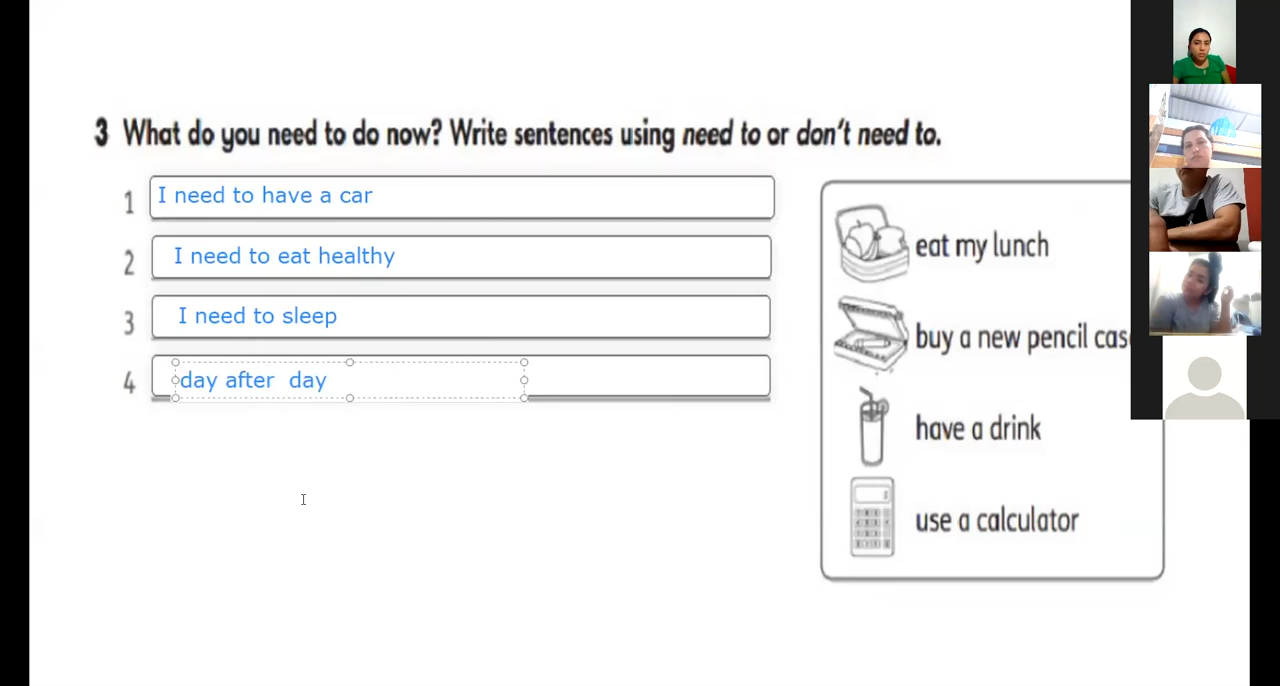 3 What do you need to do now? Write sentences using need to or don't need to.
1 I need to have a car
2 I need to eat healthy
3 I need to sleep
4 day after day
eat my lunch
buy a new pencil cas
have a drink
use a calculator